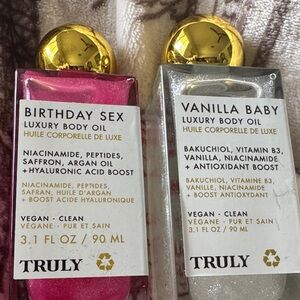 BIRTHDAY SEX
LUXURY BODY OIL
HUILE CORPORELLE DE LUXE
NIACINAMIDE, PEPTIDES,
SAFFRON, ARGAN OIL
+ HYALURONIC ACID BOOST
NIACINAMIDE, PEPTIDES,
SAFRAN, HUILE D'ARGAN
+ BOOST ACIDE HYALURONIQUE
VEGAN - CLEAN
VÉGANE - PUR ET SAIN
3.1 FL OZ / 90 ML
TRULY
VANILLA BABY
LUXURY BODY OIL
HUILE CORPORELLE DE LUXE
BAKUCHIOL, VITAMIN B3,
VANILLA, NIACINAMIDE
+ ANTIOXIDANT BOOST
BAKUCHIOL, VITAMINE B3,
VANILLE, NIACINAMIDE
+ BOOST ANTIOXYDANT
VEGAN - CLEAN
VÉGANE - PUR ET SAIN
3.1 FL OZ / 90 ML
TRULY